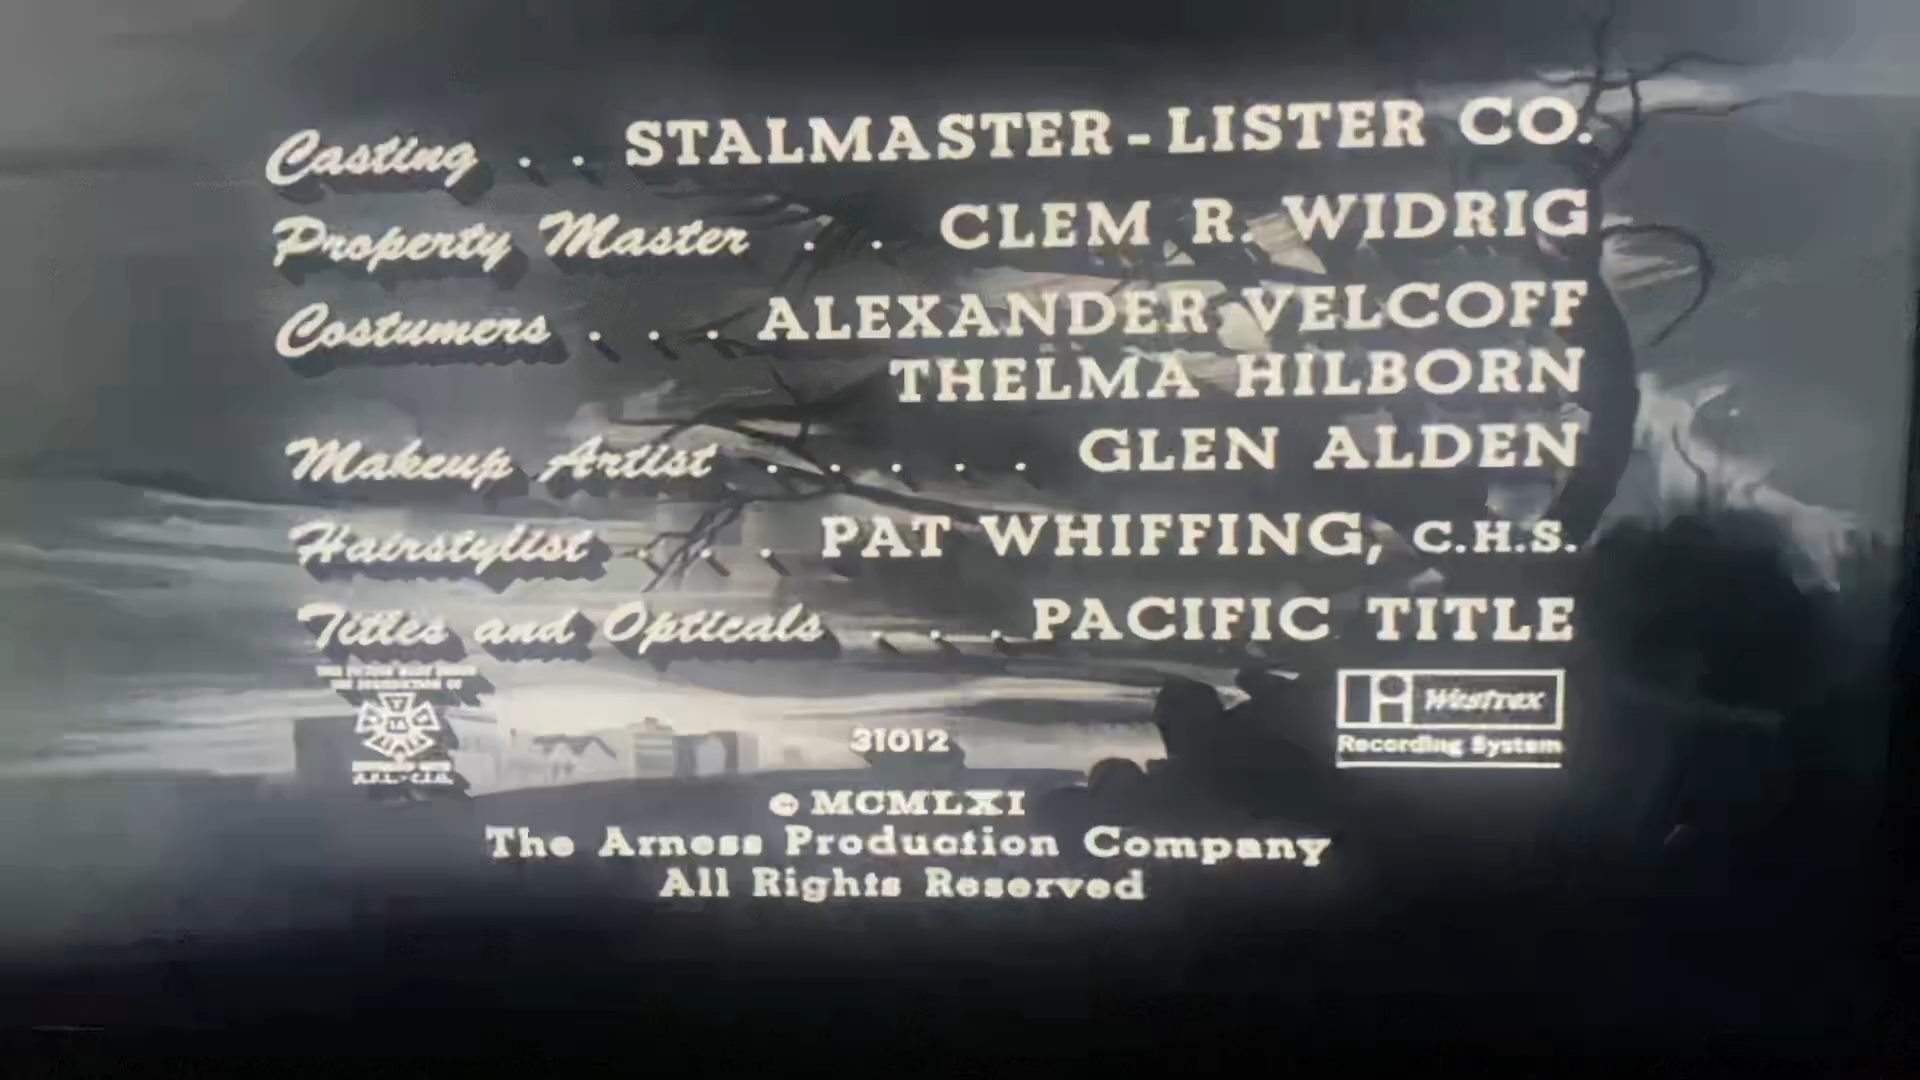 Casting . . STALMASTER - LISTER CO.
Property Master . . CLEM R. WIDRIG
Costumers . . . ALEXANDER VELCOFF
THELMA HILBORN
Makeup Artist . . . . . GLEN ALDEN
Hairstylist . . . PAT WHIFFING, C.H.S.
Titles and Opticals . . . PACIFIC TITLE
A.F.L. - C.I.O.
Westrex
Recording System
31012
© MCMLXI
The Arness Production Company
All Rights Reserved